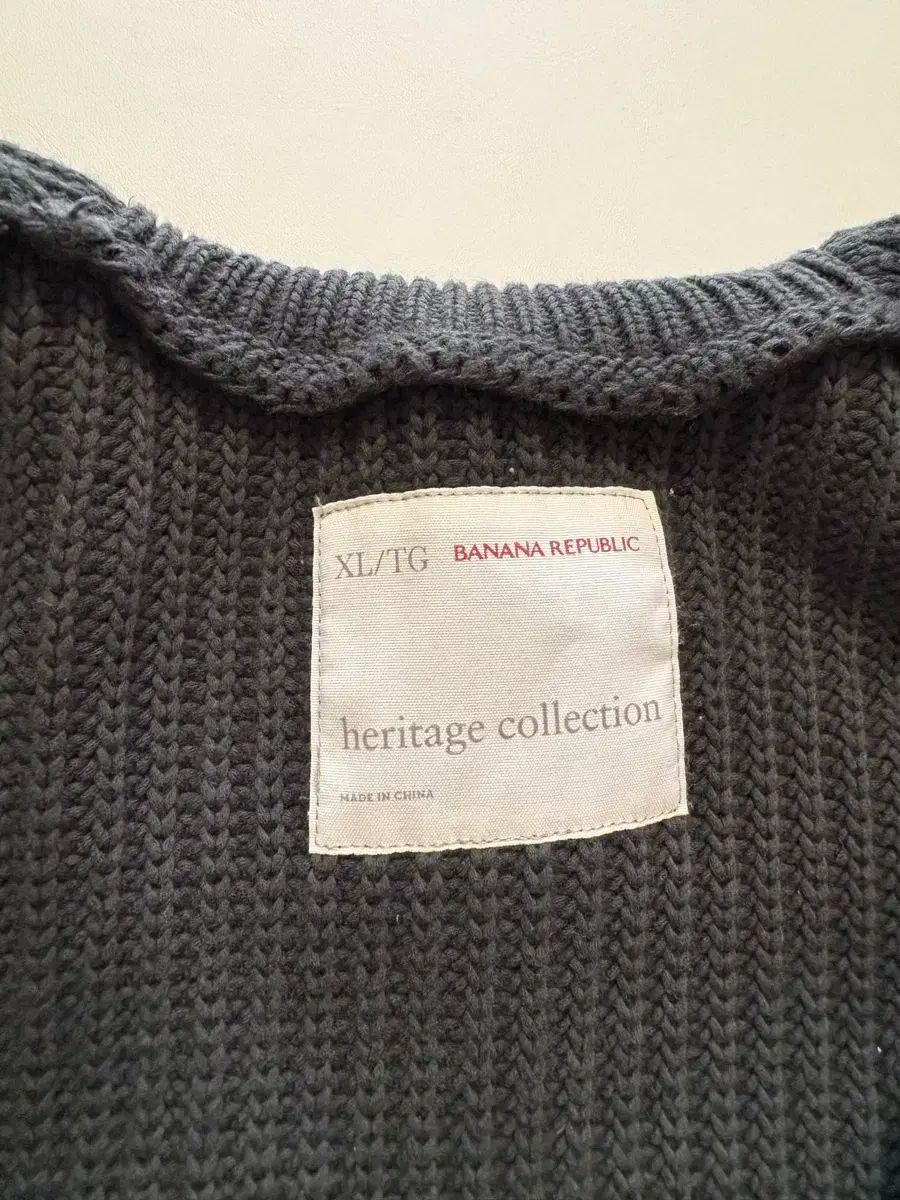 XL/TG BANANA REPUBLIC
heritage collection
MADE IN CHINA